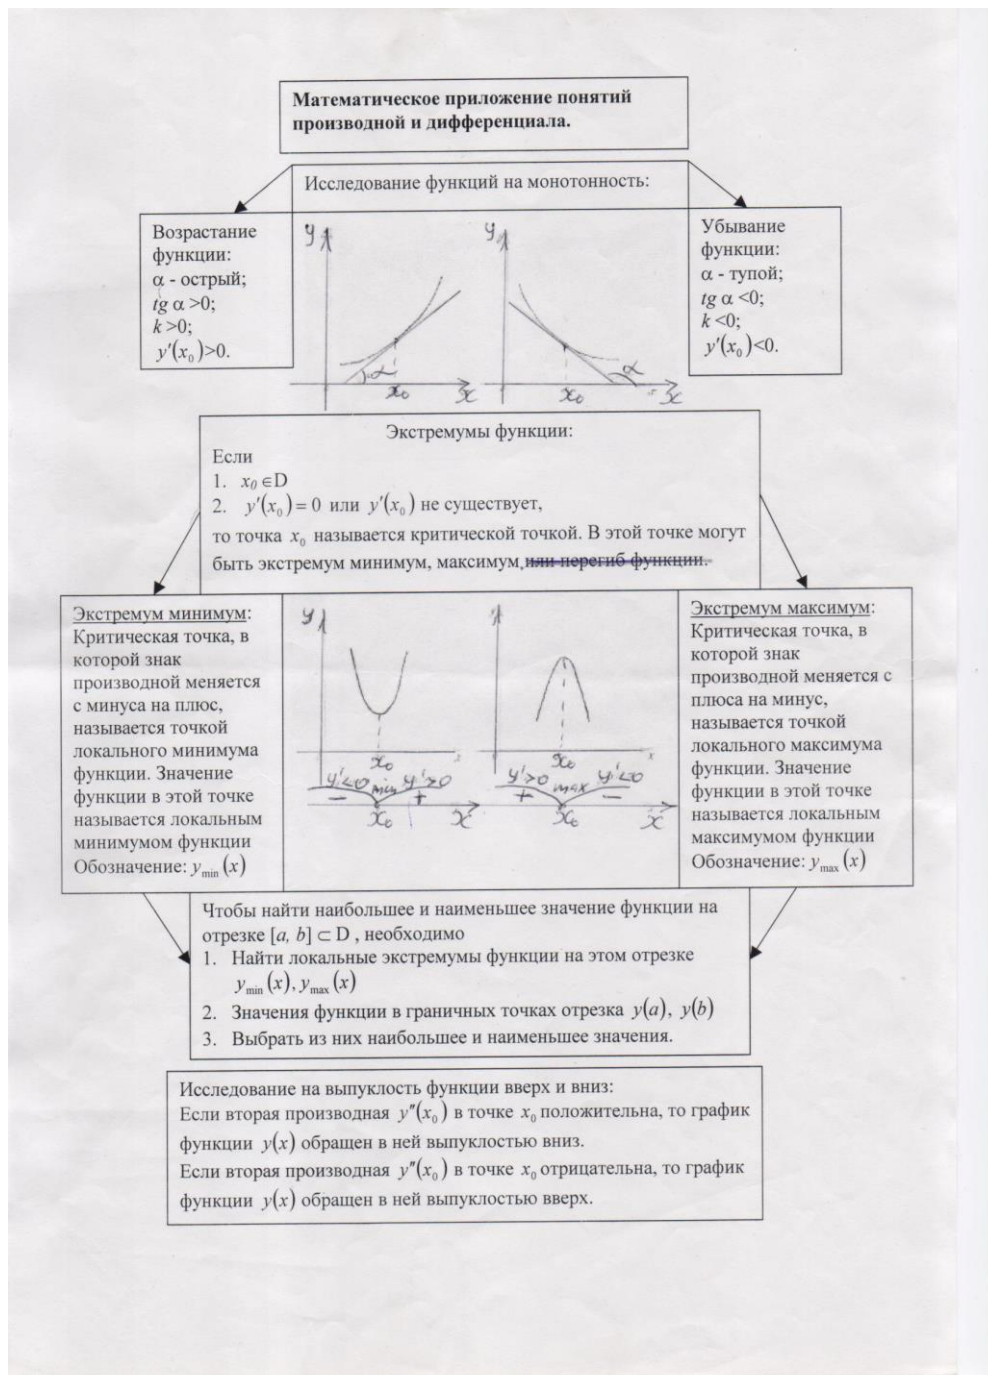 Математическое приложение понятий
производной и дифференциала.
Исследование функций на монотонность:
Возрастание
функции:
α - острый;
tg α >0;
k >0;
y′(x₀)>0.
y
y
α
x₀
x
α
x₀
x
Убывание
функции:
α - тупой;
tg α <0;
k <0;
y′(x₀)<0.
Экстремумы функции:
Если
1. x₀ ∈D
2. y′(x₀) = 0 или y′(x₀) не существует,
то точка x₀ называется критической точкой. В этой точке могут
быть экстремум минимум, максимум, или перегиб функции.
Экстремум минимум:
Критическая точка, в
которой знак
производной меняется
с минуса на плюс,
называется точкой
локального минимума
функции. Значение
функции в этой точке
называется локальным
минимумом функции
Обозначение: y min (x)
y
x₀
x
x₀
x
y′<0 min y′>0
− +
x₀ x
y′>0 max y′<0
+ −
x₀ x
Экстремум максимум:
Критическая точка, в
которой знак
производной меняется с
плюса на минус,
называется точкой
локального максимума
функции. Значение
функции в этой точке
называется локальным
максимумом функции
Обозначение: y max (x)
Чтобы найти наибольшее и наименьшее значение функции на
отрезке [a, b] ⊂ D , необходимо
1. Найти локальные экстремумы функции на этом отрезке
y min (x), y max (x)
2. Значения функции в граничных точках отрезка y(a), y(b)
3. Выбрать из них наибольшее и наименьшее значения.
Исследование на выпуклость функции вверх и вниз:
Если вторая производная y″(x₀) в точке x₀ положительна, то график
функции y(x) обращен в ней выпуклостью вниз.
Если вторая производная y″(x₀) в точке x₀ отрицательна, то график
функции y(x) обращен в ней выпуклостью вверх.